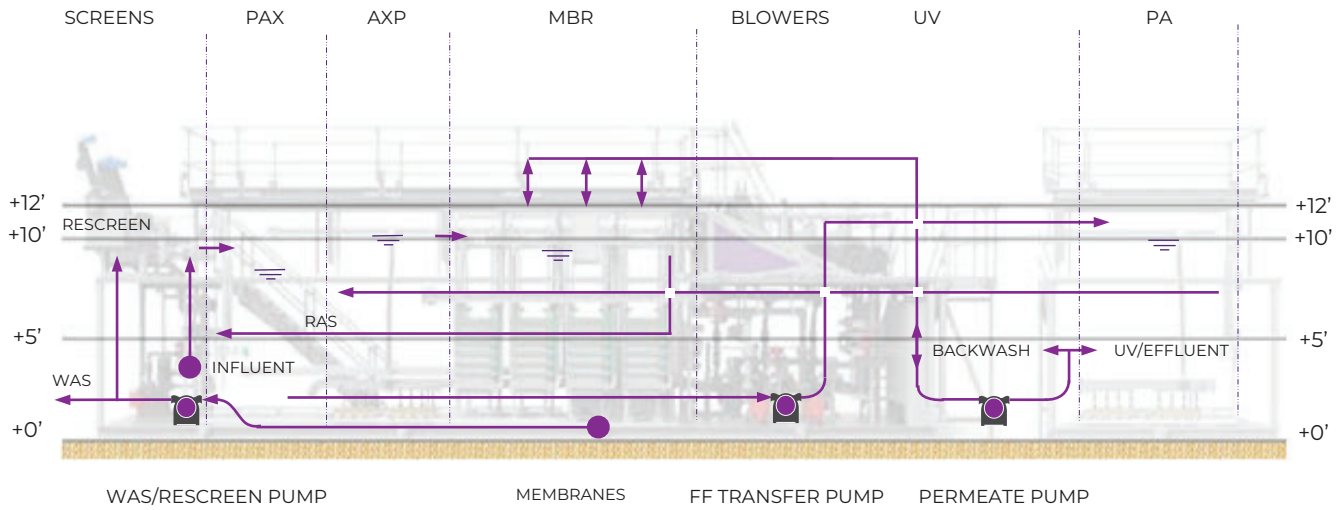 SCREENS PAX AXP MBR BLOWERS UV PA
+12' +12'
RESCREEN
+10' +10'
RAS
+5' +5'
BACKWASH UV/EFFLUENT
INFLUENT
WAS
+0' +0'
WAS/RESCREEN PUMP MEMBRANES FF TRANSFER PUMP PERMEATE PUMP